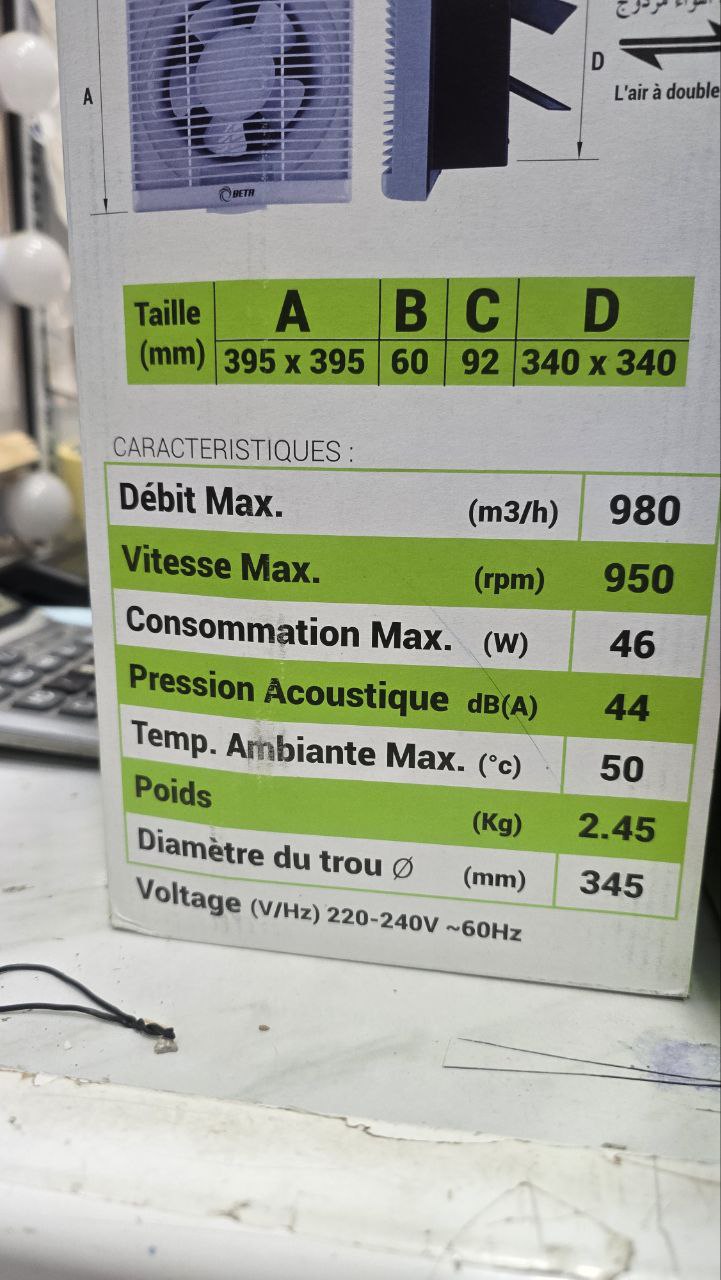 A
D
L'air à double
BETA
Taille (mm) A B C D
395 x 395 60 92 340 x 340
CARACTERISTIQUES :
Débit Max. (m3/h) 980
Vitesse Max. (rpm) 950
Consommation Max. (W) 46
Pression Acoustique dB(A) 44
Temp. Ambiante Max. (°c) 50
Poids (Kg) 2.45
Diamètre du trou Ø (mm) 345
Voltage (V/Hz) 220-240V ~60Hz